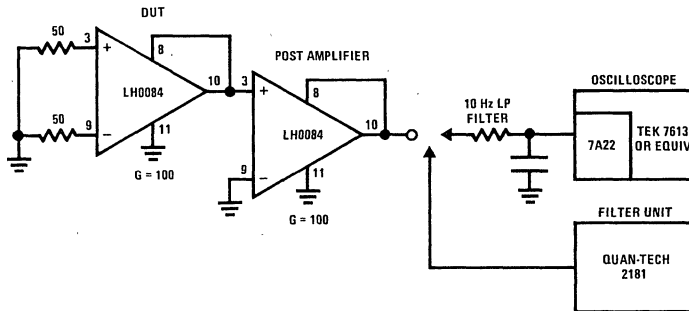 DUT
50
3
+
8
LH0084
10
50
9
−
11
G = 100
POST AMPLIFIER
3
+
8
LH0084
10
9
−
11
G = 100
10 Hz LP
FILTER
OSCILLOSCOPE
7A22
TEK 7613
OR EQUIV
FILTER UNIT
QUAN-TECH
2181